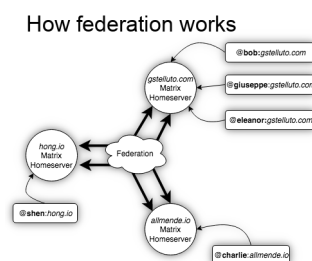 How federation works
@bob:gstelluto.com
gstelluto.com
Matrix
Homeserver
@giuseppe:gstelluto.com
@eleanor:gstelluto.com
hong.io
Matrix
Homeserver
Federation
@shen:hong.io
allmende.io
Matrix
Homeserver
@charlie:allmende.io